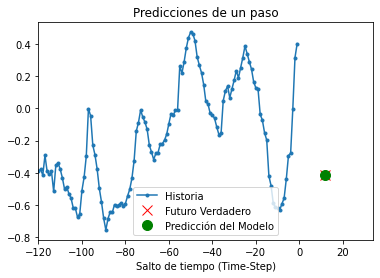 Predicciones de un paso
0.4
0.2
0.0
−0.2
−0.4
−0.6
−0.8
Historia
Futuro Verdadero
Predicción del Modelo
−120 −100 −80 −60 −40 −20 0 20
Salto de tiempo (Time-Step)